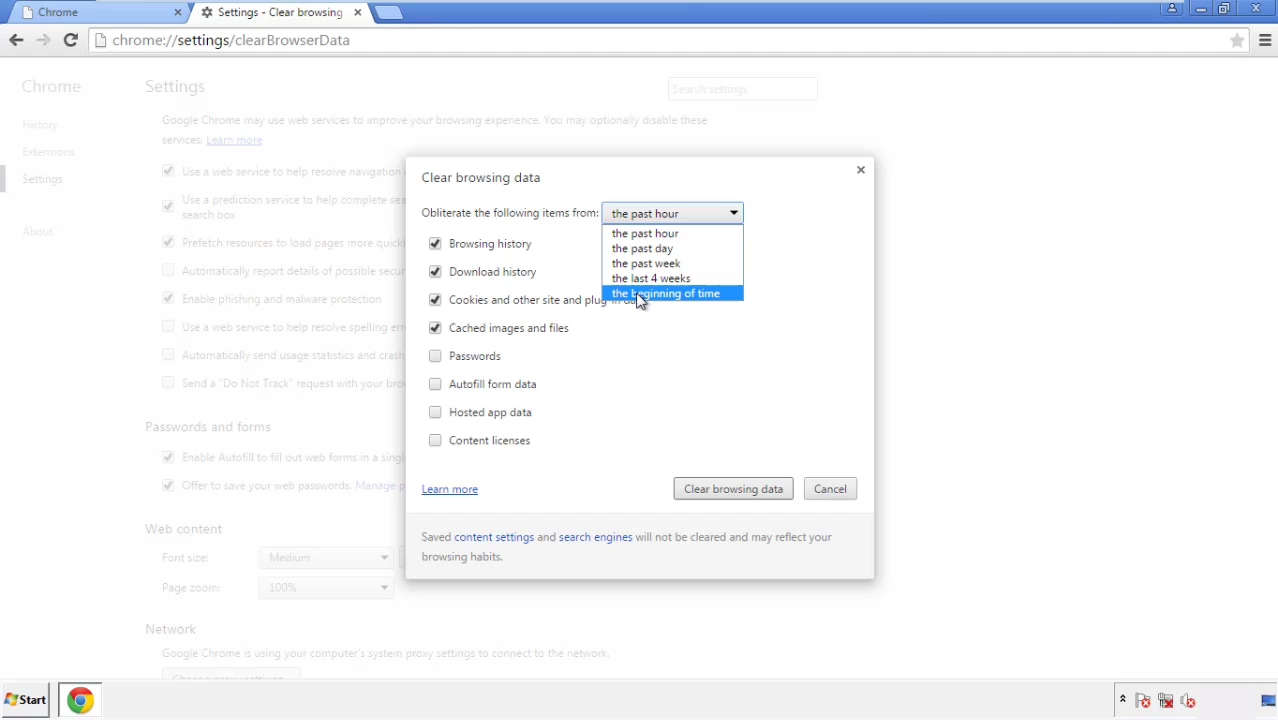 Chrome
Settings - Clear browsing
chrome://settings/clearBrowserData
Chrome
History
Extensions
Settings
About
Settings
Search settings
Google Chrome may use web services to improve your browsing experience. You may optionally disable these
services. Learn more
Use a web service to help resolve navigation
Use a prediction service to help complete
search box
Prefetch resources to load pages more
Automatically report details of possible
Enable phishing and malware protection
Use a web service to help resolve spelling
Automatically send usage statistics and
Send a "Do Not Track" request with your
Passwords and forms
Enable Autofill to fill out web forms in a
Offer to save your web passwords. Manage
Web content
Font size: Medium
Page zoom: 100%
Network
Google Chrome is using your computer's system proxy settings to connect to the network.
Clear browsing data
Obliterate the following items from: the past hour
the past hour
the past day
the past week
the last 4 weeks
the beginning of time
Browsing history
Download history
Cookies and other site and
Cached images and files
Passwords
Autofill form data
Hosted app data
Content licenses
Learn more
Clear browsing data
Cancel
Saved content settings and search engines will not be cleared and may reflect your
browsing habits.
Start